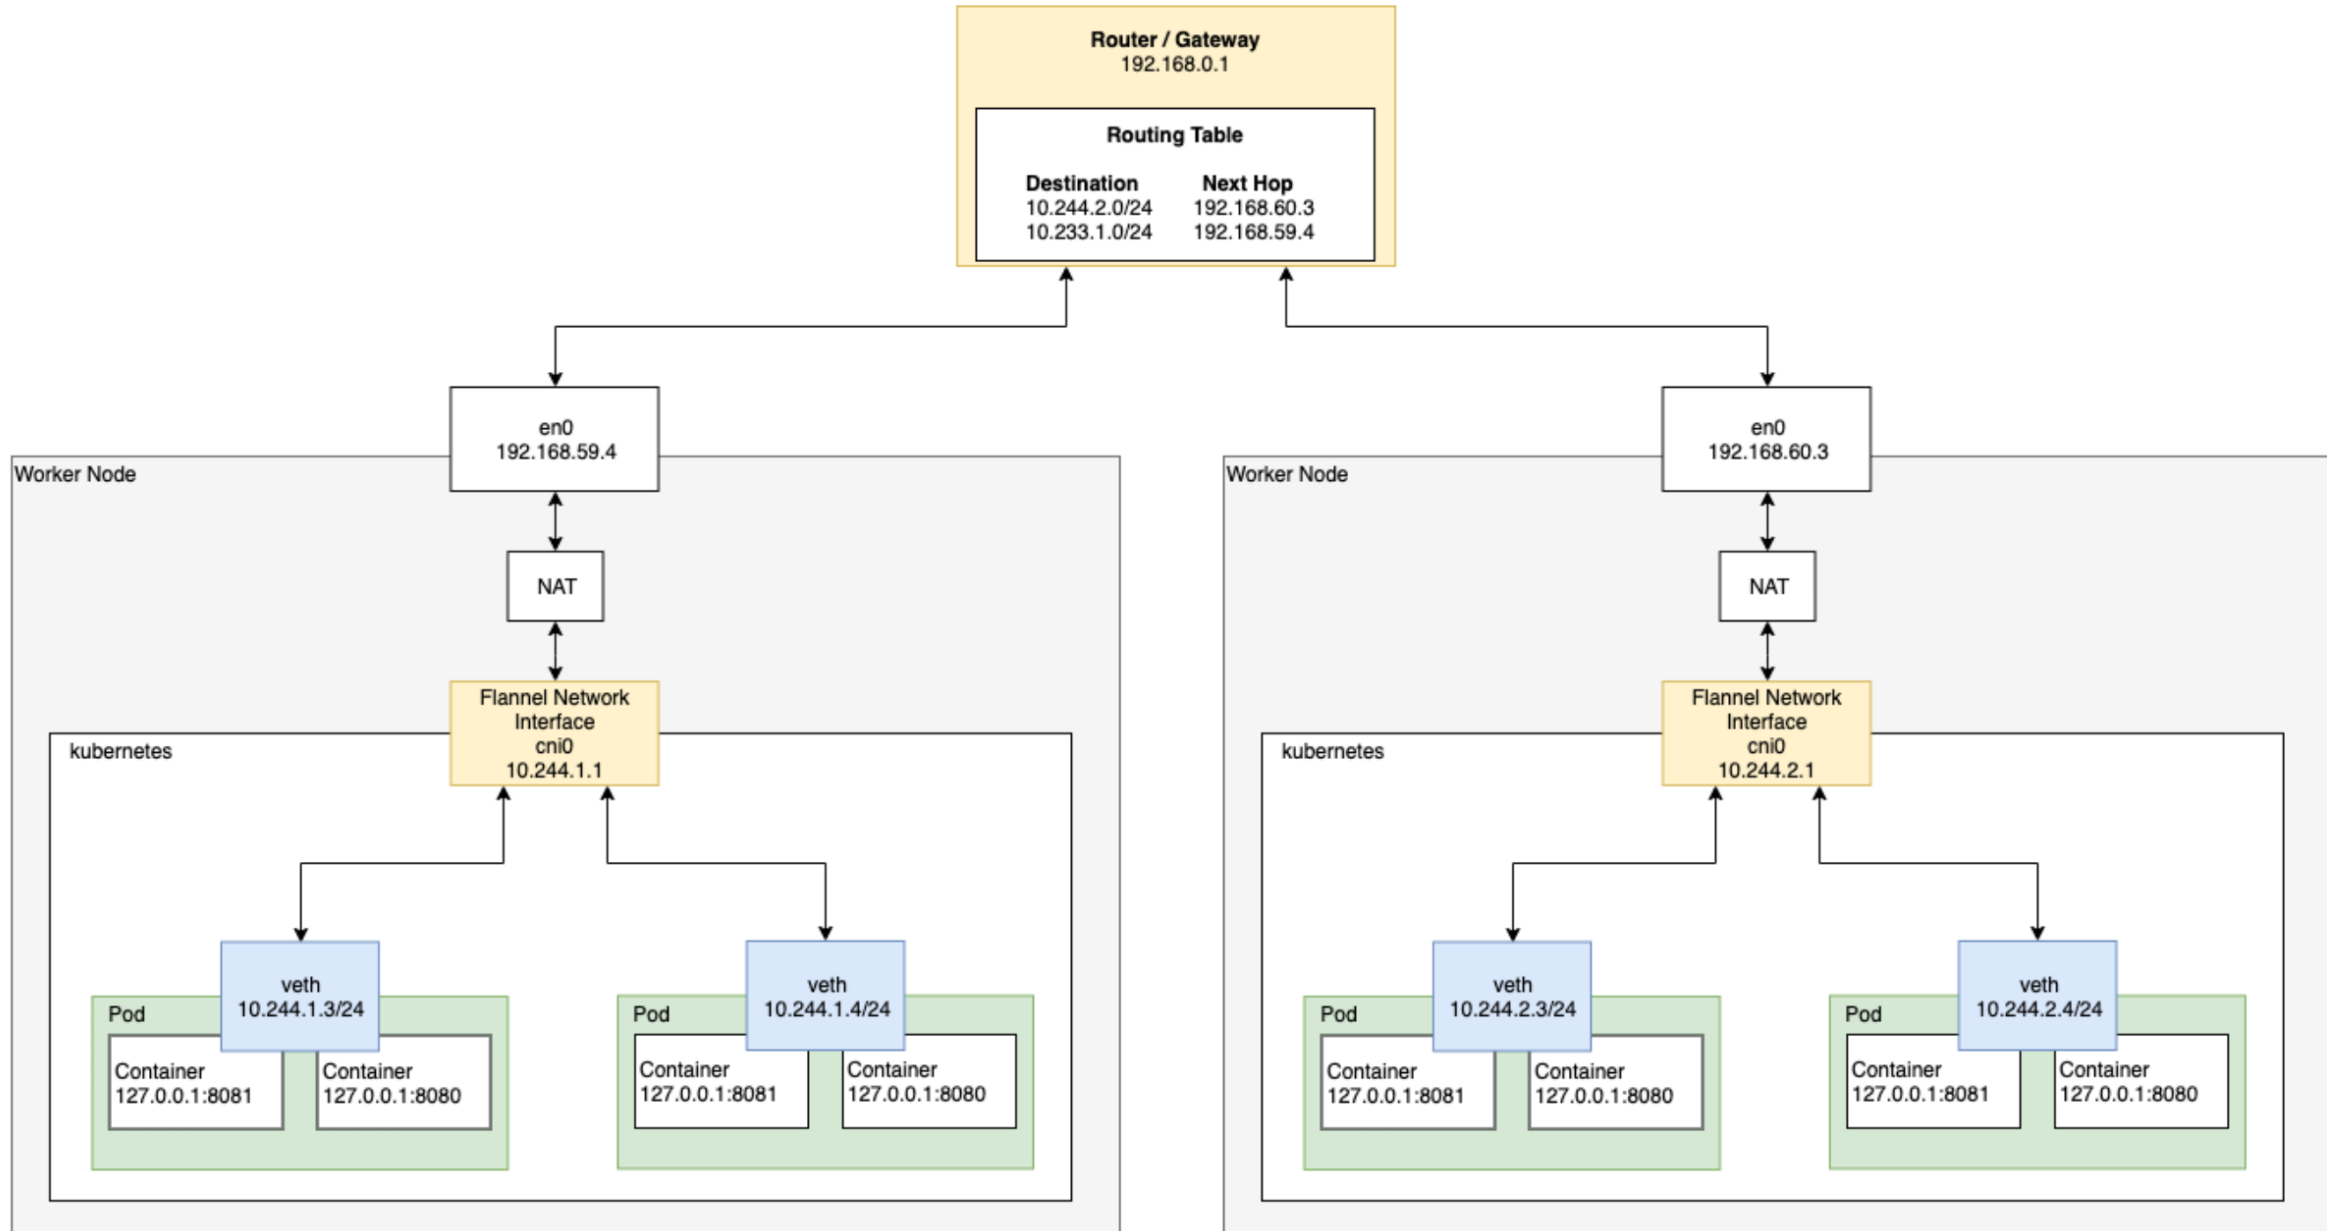 Router / Gateway
192.168.0.1
Routing Table
Destination Next Hop
10.244.2.0/24 192.168.60.3
10.233.1.0/24 192.168.59.4
en0
192.168.59.4
en0
192.168.60.3
Worker Node
Worker Node
NAT
NAT
Flannel Network
Interface
cni0
10.244.1.1
Flannel Network
Interface
cni0
10.244.2.1
kubernetes
kubernetes
veth
10.244.1.3/24
veth
10.244.1.4/24
veth
10.244.2.3/24
veth
10.244.2.4/24
Pod
Container
127.0.0.1:8081
Container
127.0.0.1:8080
Pod
Container
127.0.0.1:8081
Container
127.0.0.1:8080
Pod
Container
127.0.0.1:8081
Container
127.0.0.1:8080
Pod
Container
127.0.0.1:8081
Container
127.0.0.1:8080